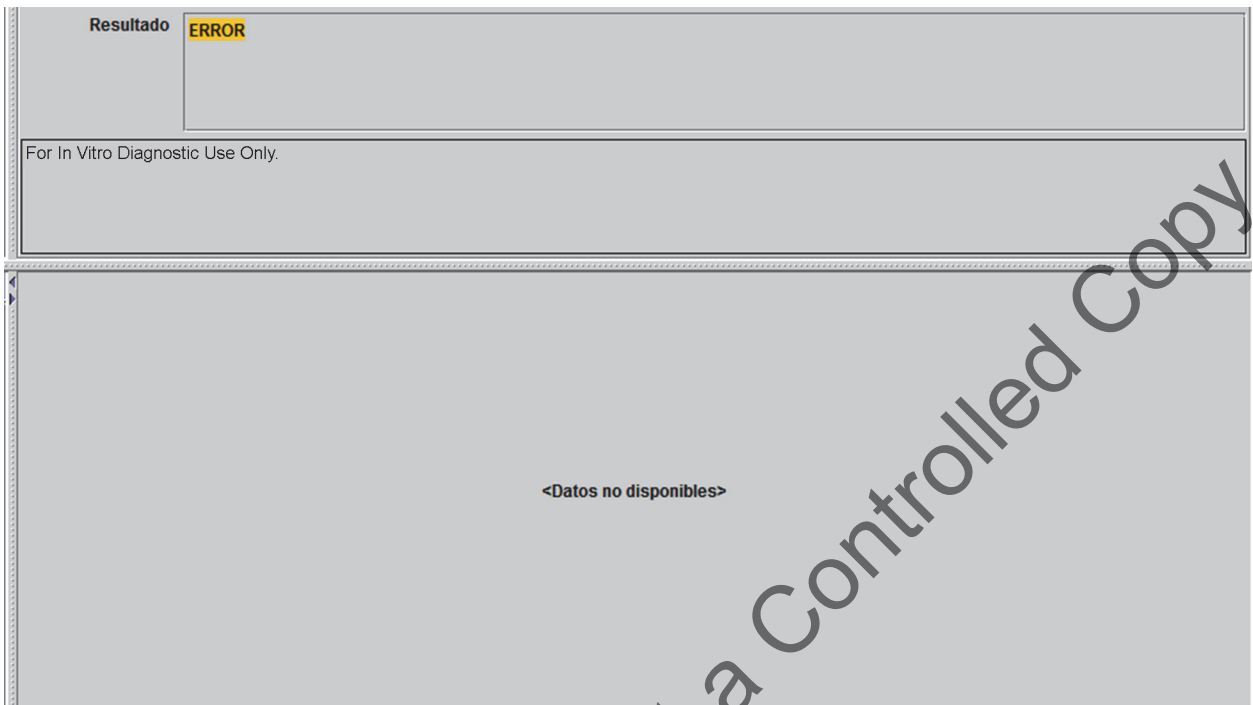 Resultado
ERROR
For In Vitro Diagnostic Use Only.
<Datos no disponibles>
a Controlled Copy